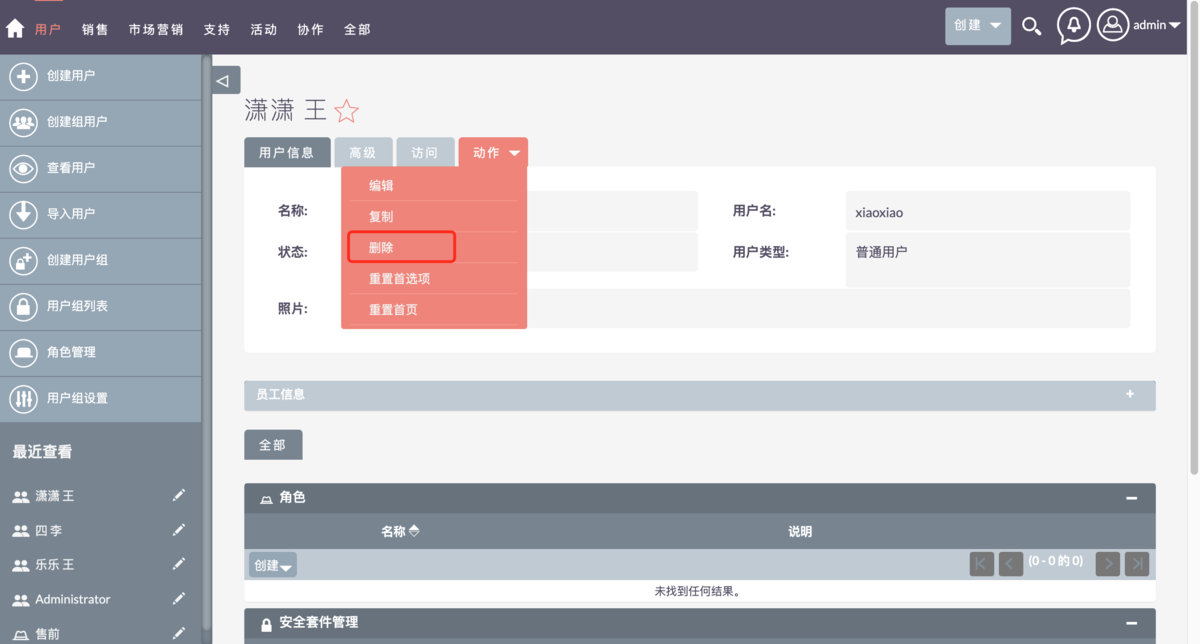 用户 销售 市场营销 支持 活动 协作 全部 创建 admin
创建用户
创建组用户
查看用户
导入用户
创建用户组
用户组列表
角色管理
用户组设置
最近查看
潇潇 王
四 李
乐乐 王
Administrator
售前
潇潇 王
用户信息 高级 访问 动作
编辑
复制
删除
重置首选项
重置首页
名称: 用户名: xiaoxiao
状态: 用户类型: 普通用户
照片:
员工信息 +
全部
角色
名称 说明
创建 (0 - 0 的 0)
未找到任何结果。
安全套件管理